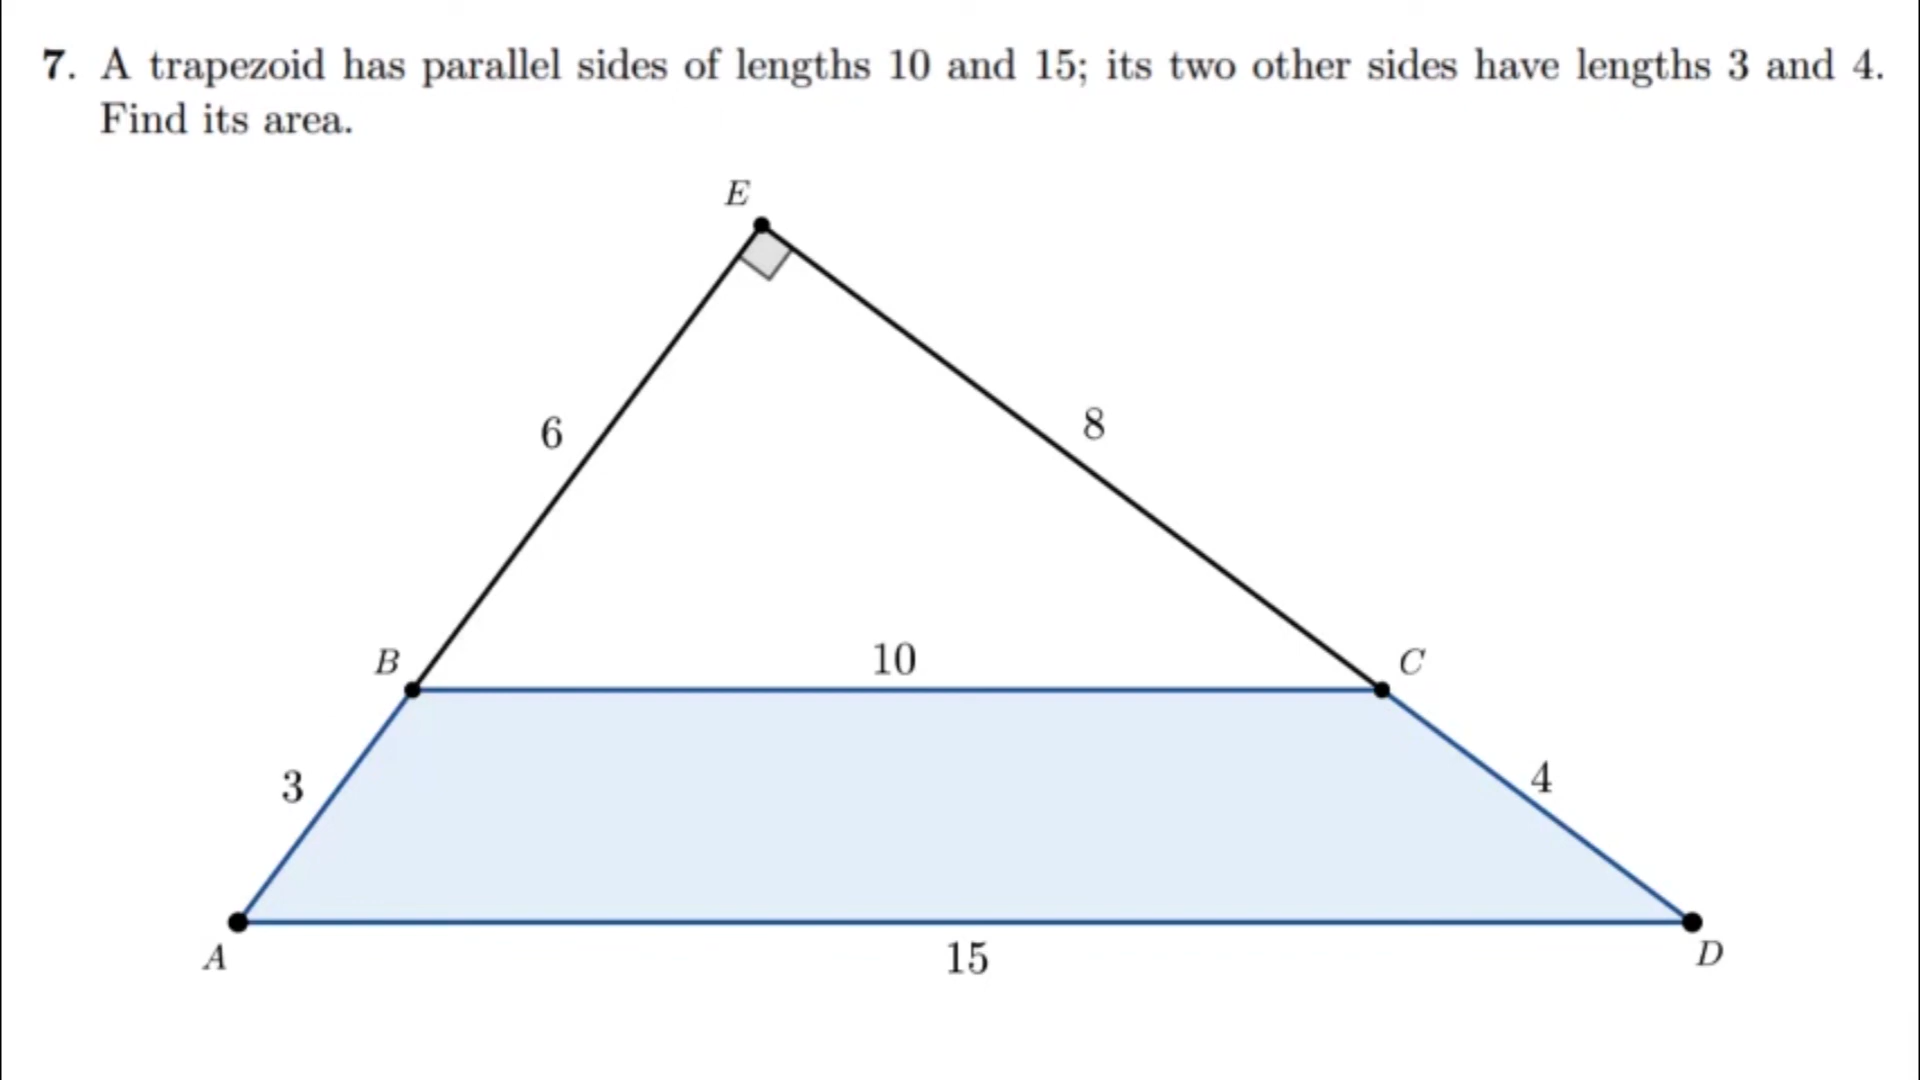 7. A trapezoid has parallel sides of lengths 10 and 15; its two other sides have lengths 3 and 4.
Find its area.
E
6
8
B
10
C
3
4
A
15
D